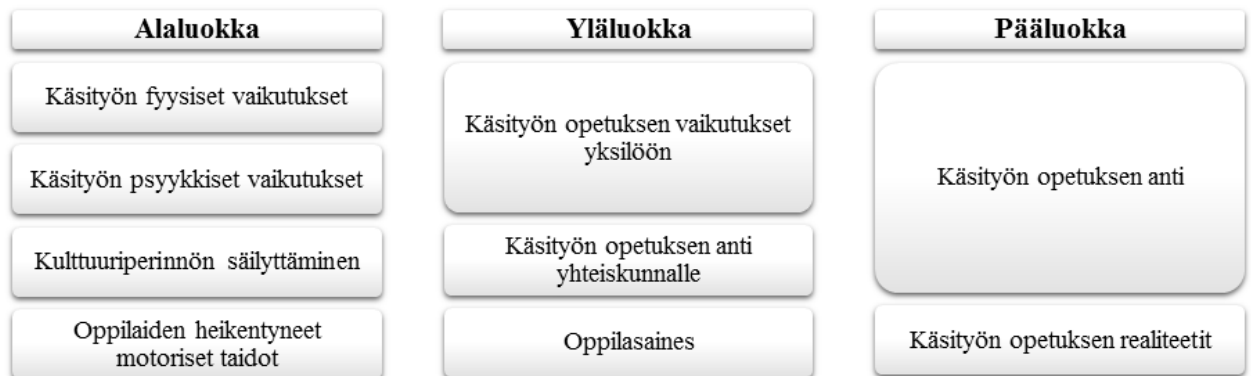 Alaluokka
Käsityön fyysiset vaikutukset
Käsityön psyykkiset vaikutukset
Kulttuuriperinnön säilyttäminen
Oppilaiden heikentyneet
motoriset taidot
Yläluokka
Käsityön opetuksen vaikutukset
yksilöön
Käsityön opetuksen anti
yhteiskunnalle
Oppilasaines
Pääluokka
Käsityön opetuksen anti
Käsityön opetuksen realiteetit